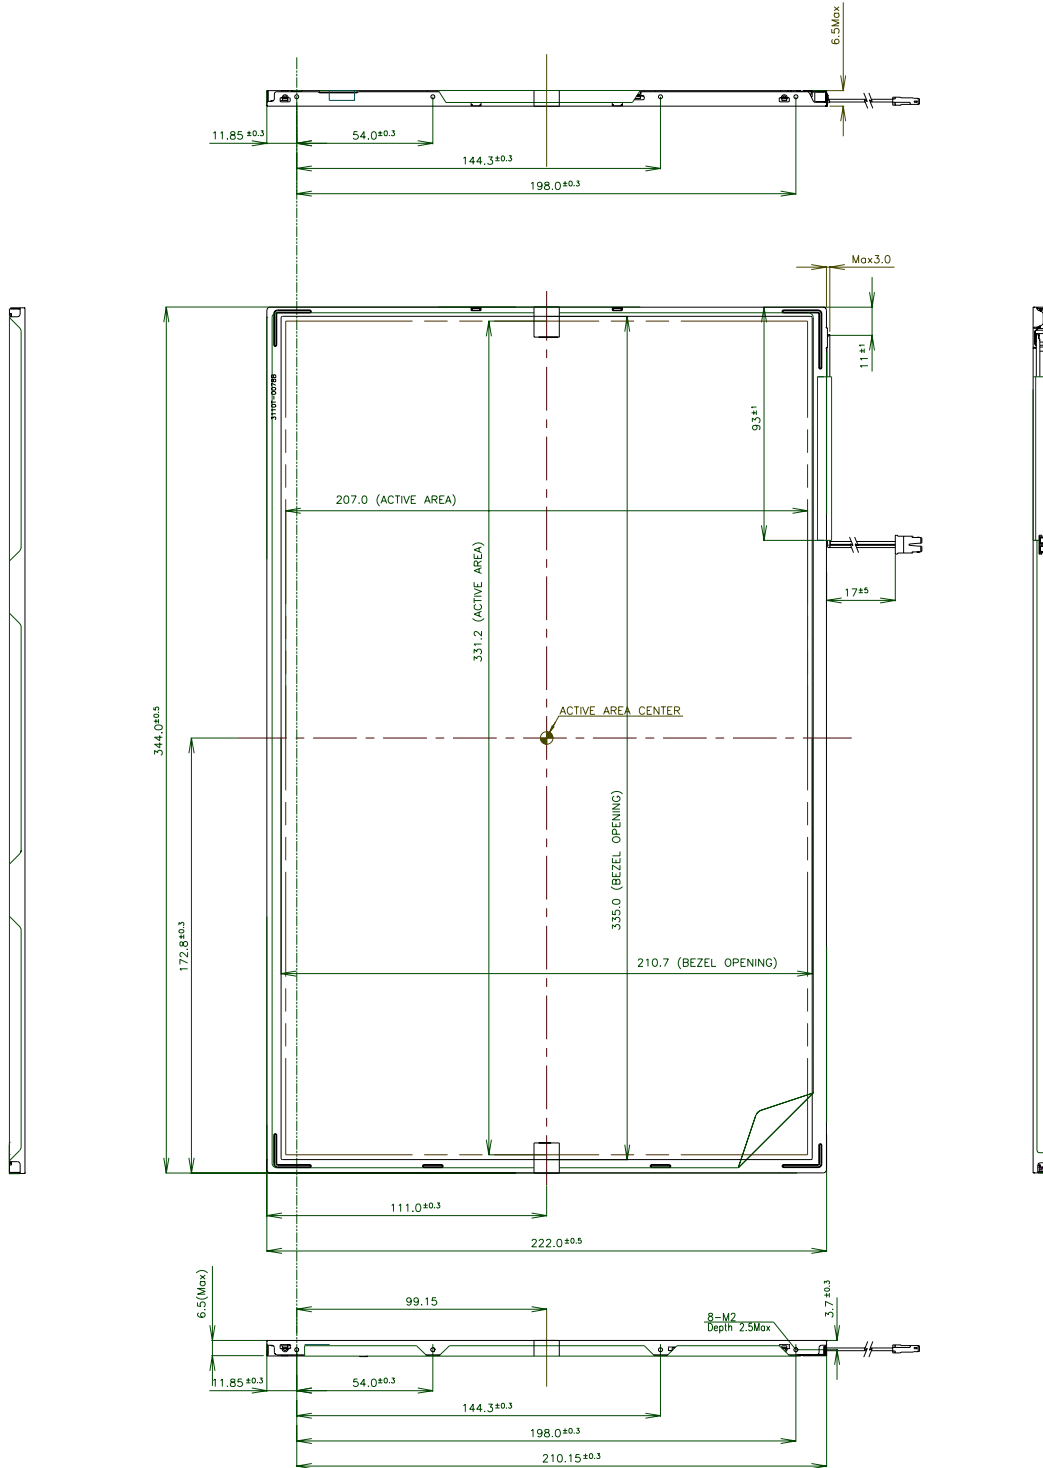 6.5Max
11.85±0.3
54.0±0.3
144.3±0.3
198.0±0.3
Max3.0
11±1
93±1
3110T-0078B
207.0 (ACTIVE AREA)
331.2 (ACTIVE AREA)
17±5
ACTIVE AREA CENTER
344.0±0.5
335.0 (BEZEL OPENING)
172.8±0.3
210.7 (BEZEL OPENING)
111.0±0.3
222.0±0.5
6.5(Max)
99.15
8-M2
Depth 2.5Max
3.7±0.3
11.85±0.3
54.0±0.3
144.3±0.3
198.0±0.3
210.15±0.3